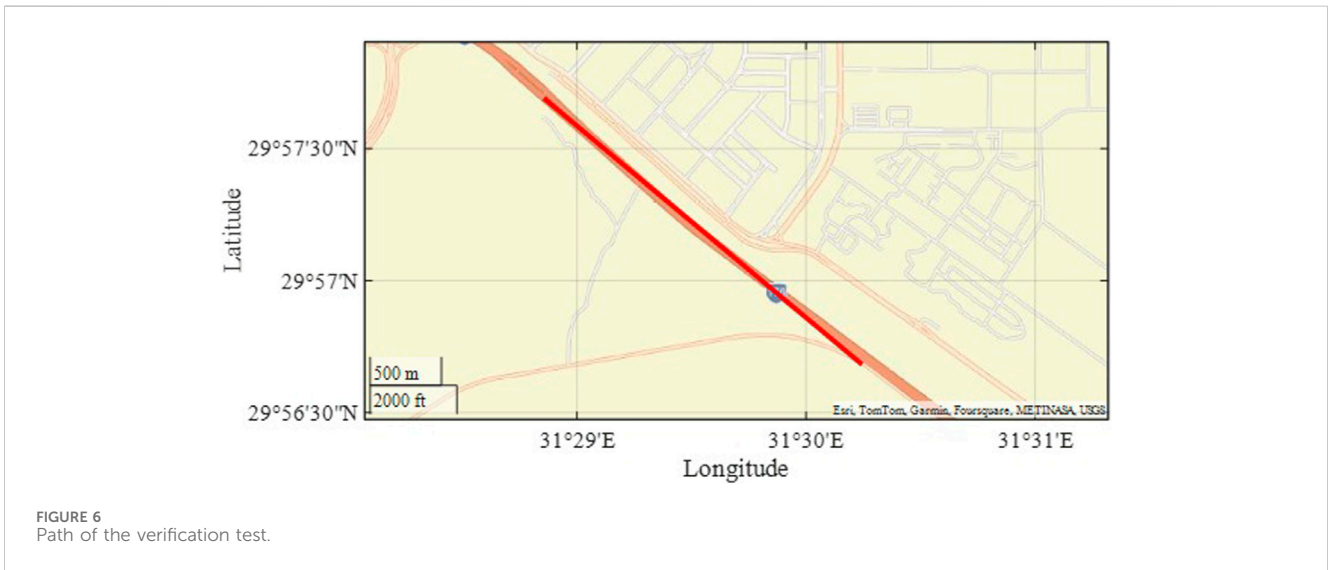 Latitude
29°57'30"N
29°57'N
29°56'30"N
500 m
2000 ft
Esri, TomTom, Garmin, Foursquare, METI/NASA, USGS
31°29'E
31°30'E
31°31'E
Longitude
FIGURE 6
Path of the verification test.